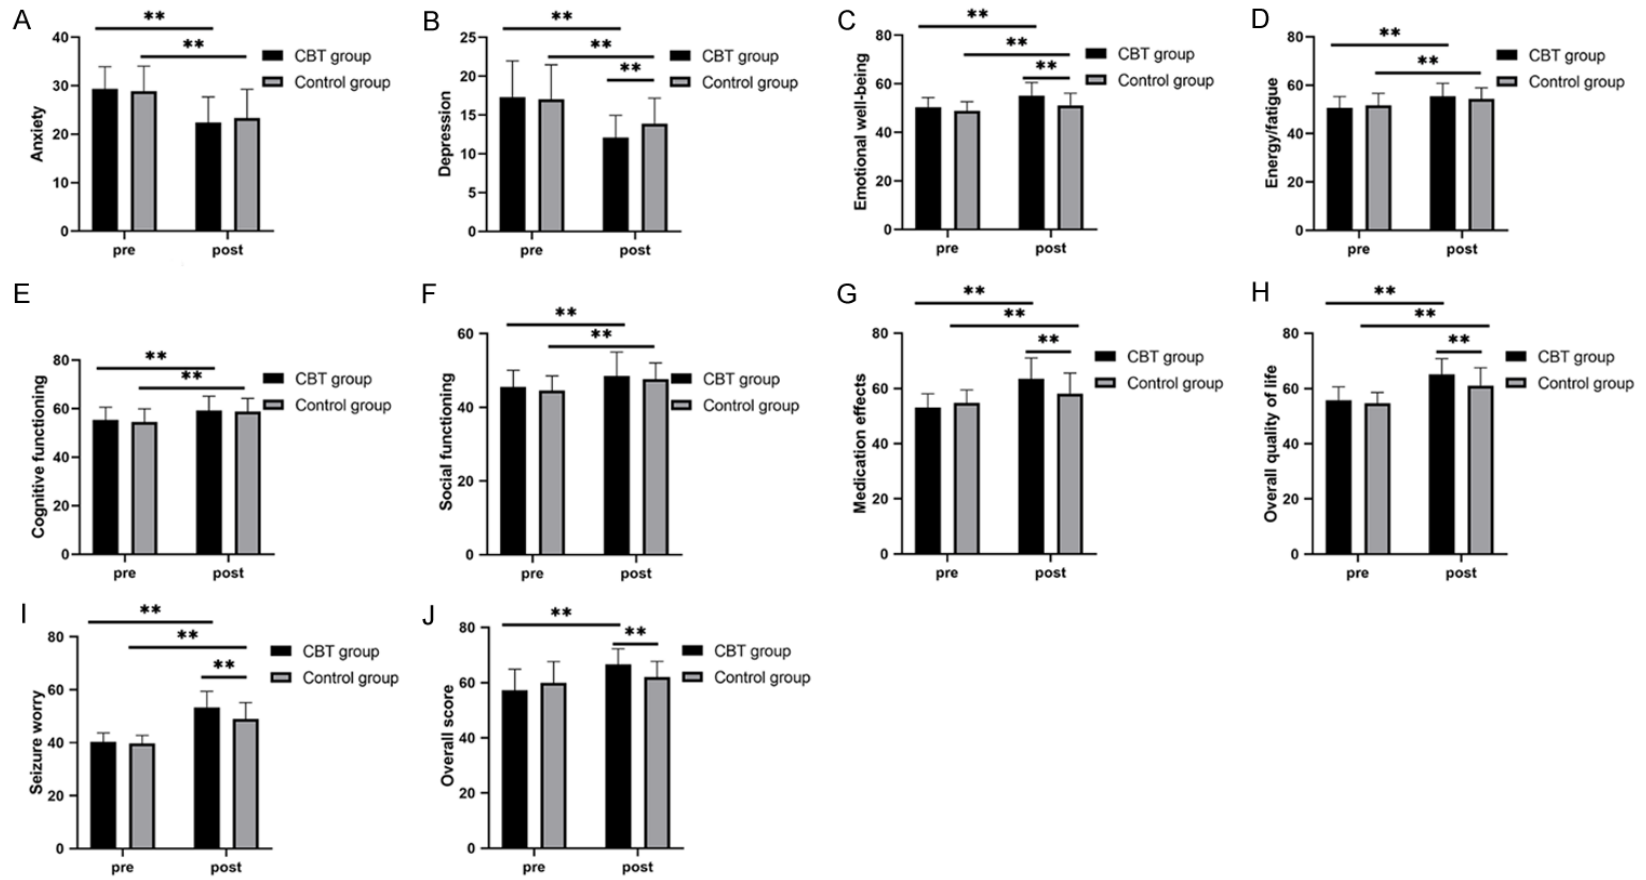 A
**
**
40
30
20
10
0
Anxiety
pre
post
CBT group
Control group
B
**
**
**
25
20
15
10
5
0
Depression
pre
post
CBT group
Control group
C
**
**
**
80
60
40
20
0
Emotional well-being
pre
post
CBT group
Control group
D
**
**
80
60
40
20
0
Energy/fatigue
pre
post
CBT group
Control group
E
**
**
80
60
40
20
0
Cognitive functioning
pre
post
CBT group
Control group
F
**
**
60
40
20
0
Social functioning
pre
post
CBT group
Control group
G
**
**
**
80
60
40
20
0
Medication effects
pre
post
CBT group
Control group
H
**
**
**
80
60
40
20
0
Overall quality of life
pre
post
CBT group
Control group
I
**
**
**
80
60
40
20
0
Seizure worry
pre
post
CBT group
Control group
J
**
**
80
60
40
20
0
Overall score
pre
post
CBT group
Control group